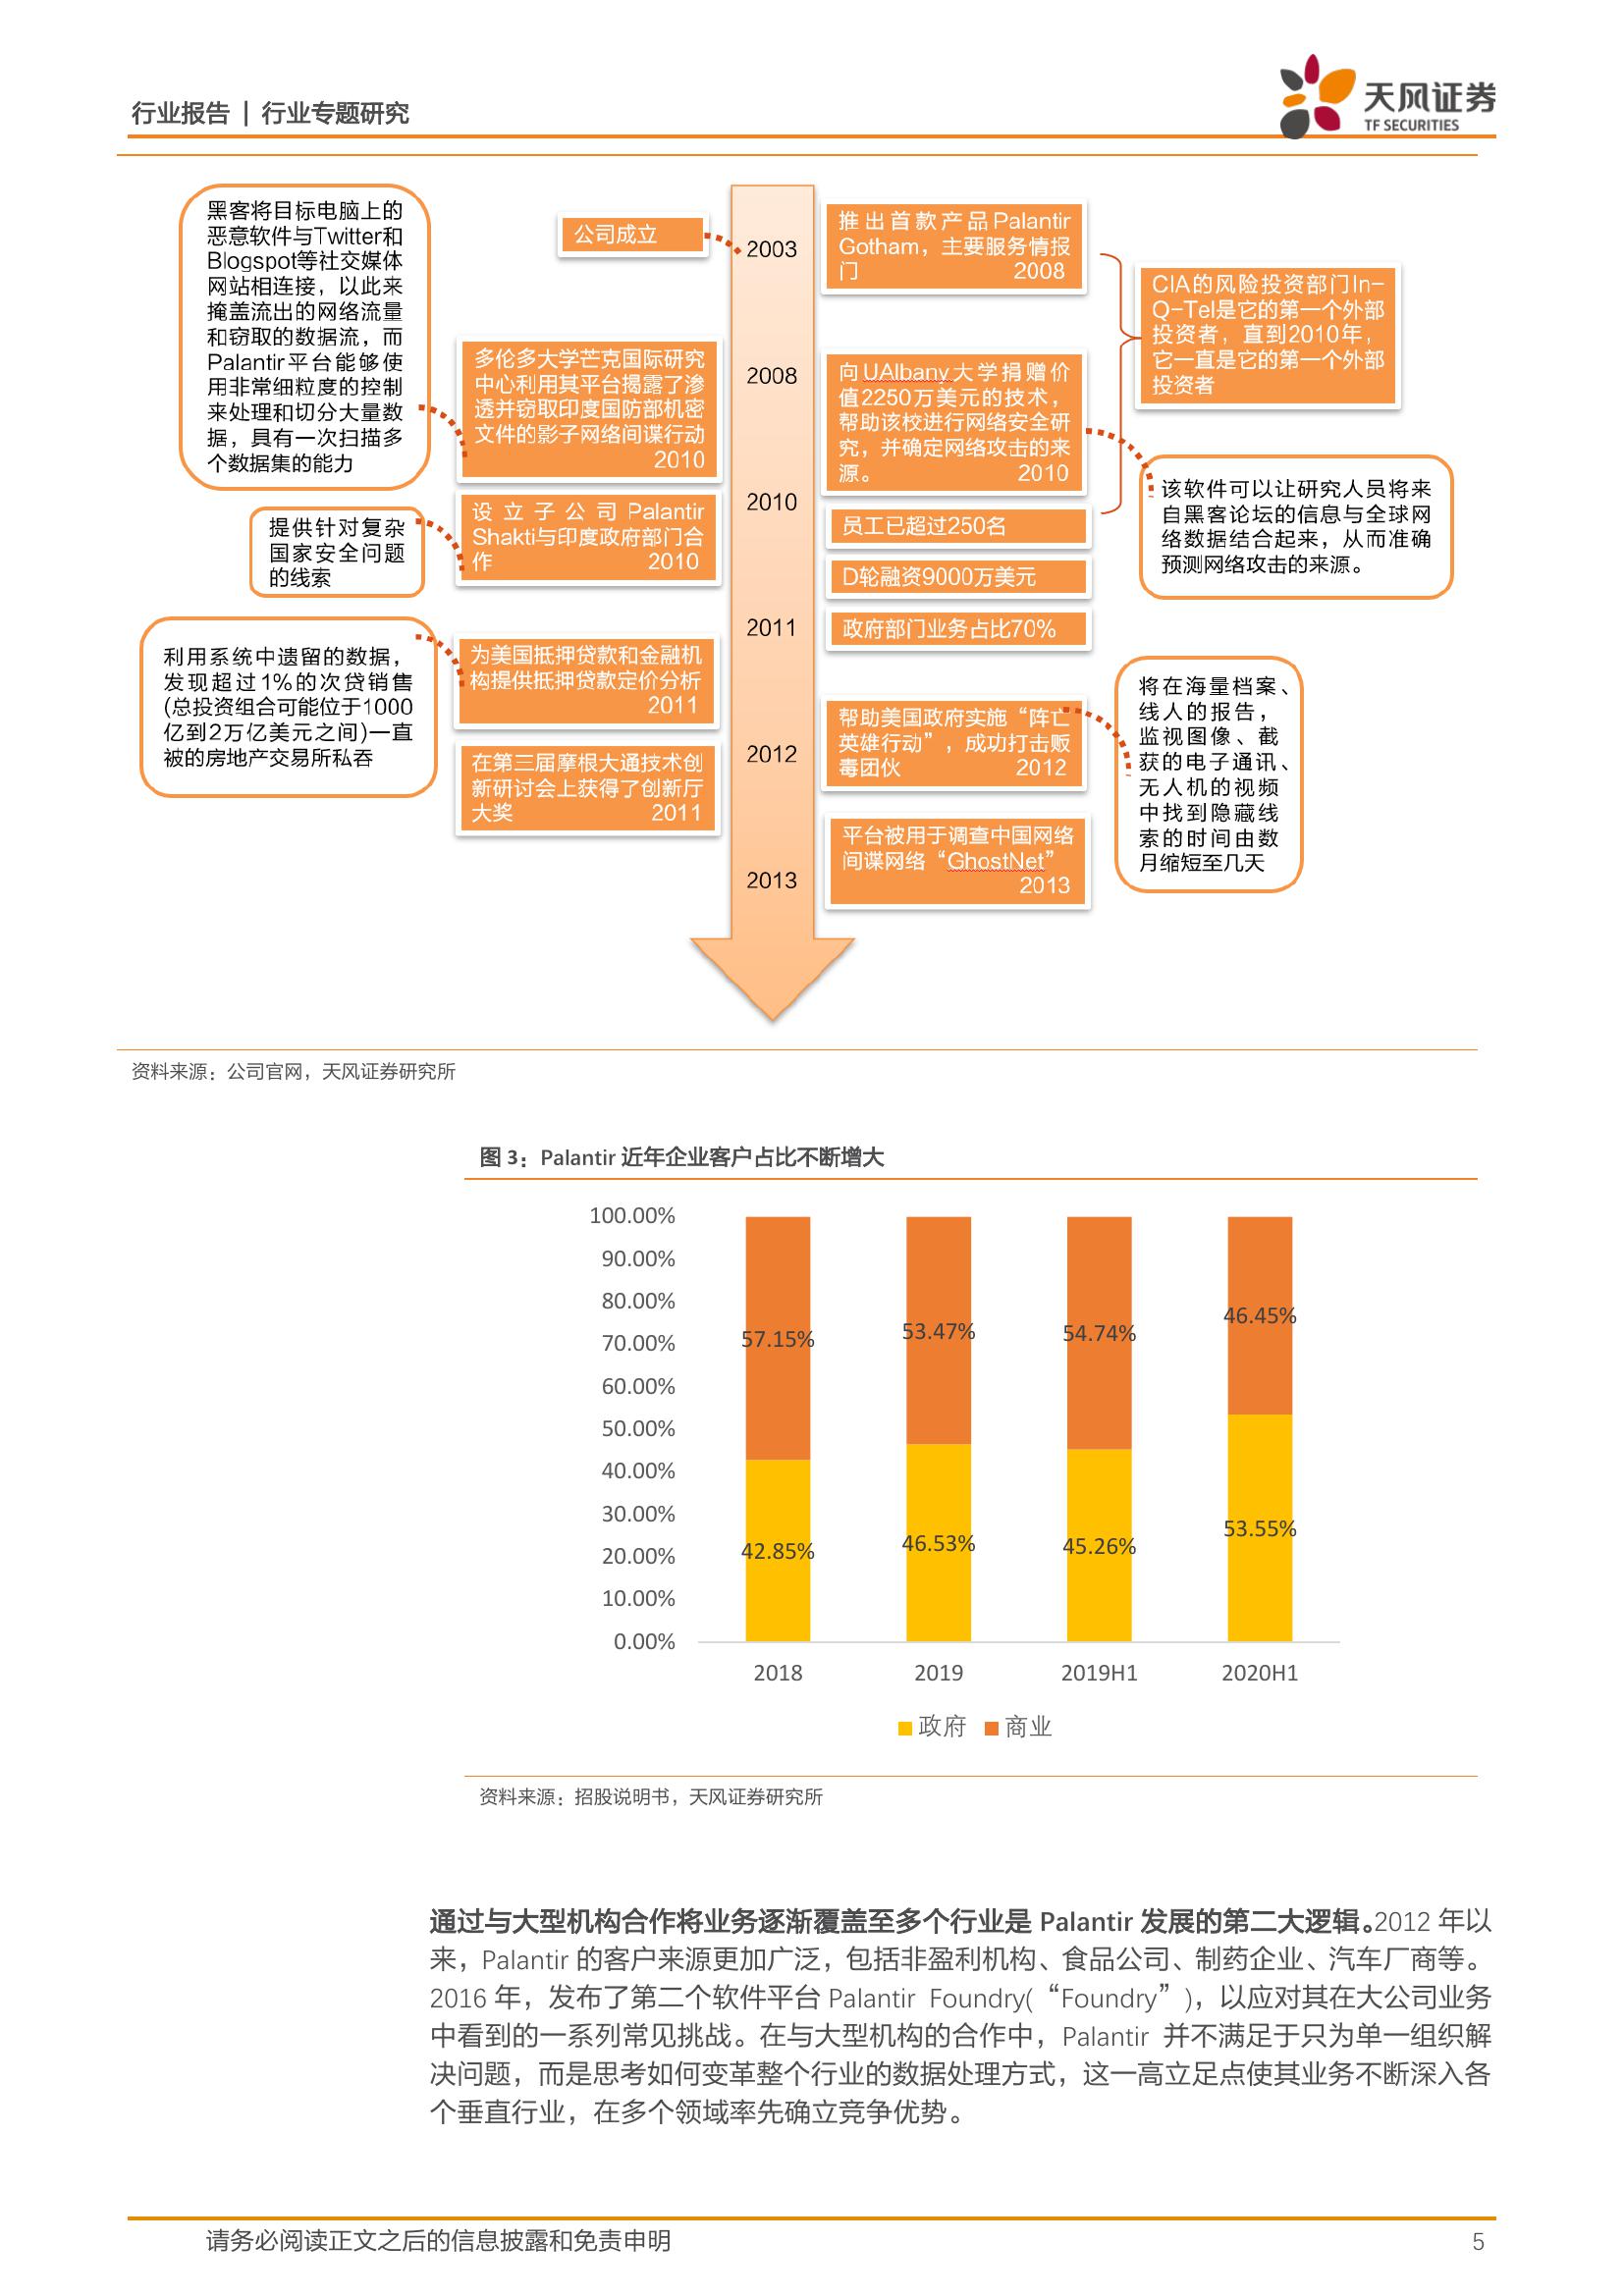 行业报告 | 行业专题研究
天风证券
TF SECURITIES
黑客将目标电脑上的
恶意软件与Twitter和
Blogspot等社交媒体
网站相连接，以此来
掩盖流出的网络流量
和窃取的数据流，而
Palantir平台能够使
用非常细粒度的控制
来处理和切分大量数
据，具有一次扫描多
个数据集的能力
公司成立
2003
推出首款产品Palantir
Gotham，主要服务情报
门 2008
CIA的风险投资部门In-
Q-Tel是它的第一个外部
投资者，直到2010年，
它一直是它的第一个外部
投资者
多伦多大学芒克国际研究
中心利用其平台揭露了渗
透并窃取印度国防部机密
文件的影子网络间谍行动
2010
2008
向UAlbany大学捐赠价
值2250万美元的技术，
帮助该校进行网络安全研
究，并确定网络攻击的来
源。 2010
提供针对复杂
国家安全问题
的线索
设立子公司Palantir
Shakti与印度政府部门合
作 2010
2010
员工已超过250名
D轮融资9000万美元
政府部门业务占比70%
该软件可以让研究人员将来
自黑客论坛的信息与全球网
络数据结合起来，从而准确
预测网络攻击的来源。
利用系统中遗留的数据，
发现超过1%的次贷销售
(总投资组合可能位于1000
亿到2万亿美元之间)一直
被的房地产交易所私吞
为美国抵押贷款和金融机
构提供抵押贷款定价分析
2011
2011
在第三届摩根大通技术创
新研讨会上获得了创新厅
大奖 2011
2012
帮助美国政府实施“阵亡
英雄行动”，成功打击贩
毒团伙 2012
将在海量档案、
线人的报告，
监视图像、截
获的电子通讯、
无人机的视频
中找到隐藏线
索的时间由数
月缩短至几天
2013
平台被用于调查中国网络
间谍网络“GhostNet”
2013
资料来源：公司官网，天风证券研究所
图 3：Palantir 近年企业客户占比不断增大
100.00%
90.00%
80.00%
70.00%
60.00%
50.00%
40.00%
30.00%
20.00%
10.00%
0.00%
57.15%
53.47%
54.74%
46.45%
42.85%
46.53%
45.26%
53.55%
2018
2019
2019H1
2020H1
政府 商业
资料来源：招股说明书，天风证券研究所
通过与大型机构合作将业务逐渐覆盖至多个行业是 Palantir 发展的第二大逻辑。2012 年以
来，Palantir 的客户来源更加广泛，包括非盈利机构、食品公司、制药企业、汽车厂商等。
2016 年，发布了第二个软件平台 Palantir Foundry(“Foundry”)，以应对其在大公司业务
中看到的一系列常见挑战。在与大型机构的合作中，Palantir 并不满足于只为单一组织解
决问题，而是思考如何变革整个行业的数据处理方式，这一高立足点使其业务不断深入各
个垂直行业，在多个领域率先确立竞争优势。
请务必阅读正文之后的信息披露和免责申明
5